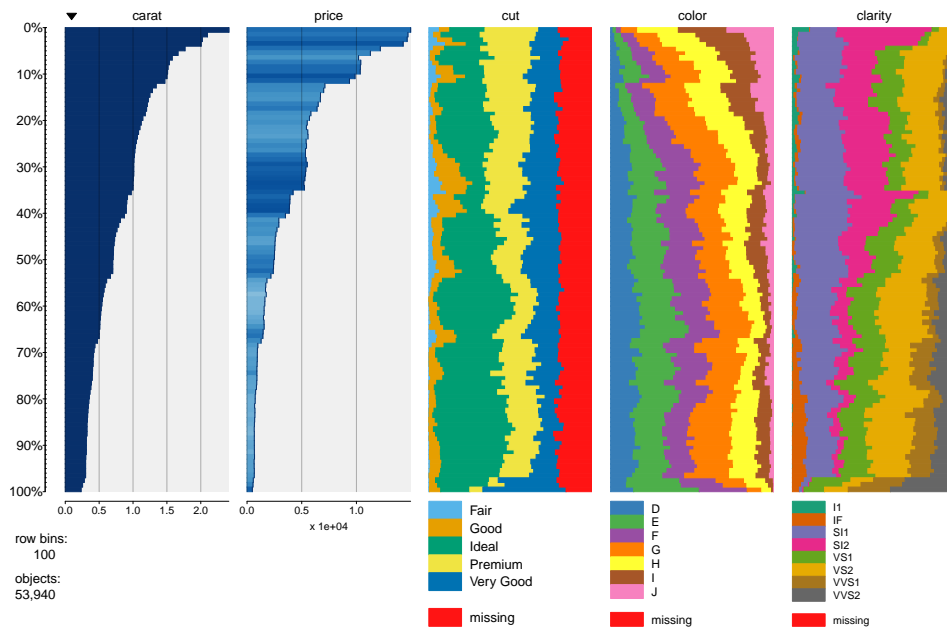 carat
price
cut
color
clarity
0%
10%
20%
30%
40%
50%
60%
70%
80%
90%
100%
0.0 0.5 1.0 1.5 2.0
0.0 0.5 1.0
x 1e+04
row bins:
100
objects:
53,940
Fair
Good
Ideal
Premium
Very Good
missing
D
E
F
G
H
I
J
missing
I1
IF
SI1
SI2
VS1
VS2
VVS1
VVS2
missing